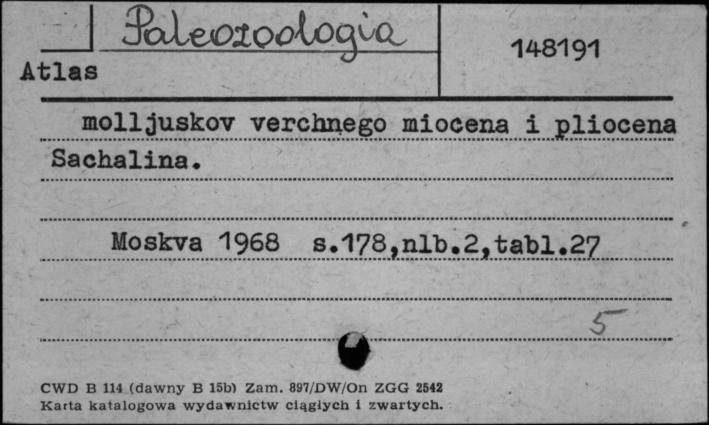 Paleozoologia
148191
Atlas
molljuskov verchnego miocena i pliocena
Sachalina.
Moskva 1968 s.178,nlb.2,tabl.27
5
CWD B 114 (dawny B 15b) Zam. 897/DW/On ZGG 2542
Karta katalogowa wydawnictw ciągłych i zwartych.